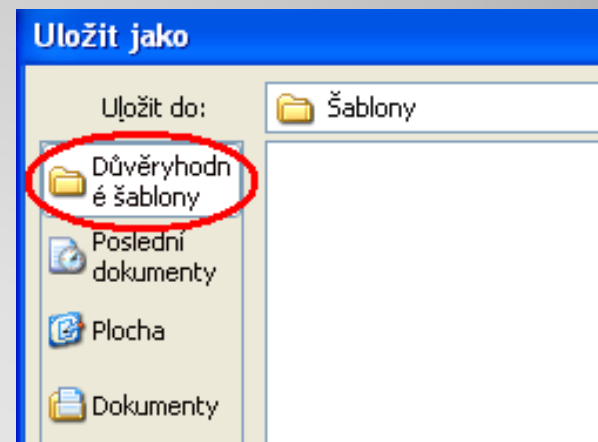 Uložit jako
Uložit do:
Šablony
Důvěryhodn
é šablony
Poslední
dokumenty
Plocha
Dokumenty